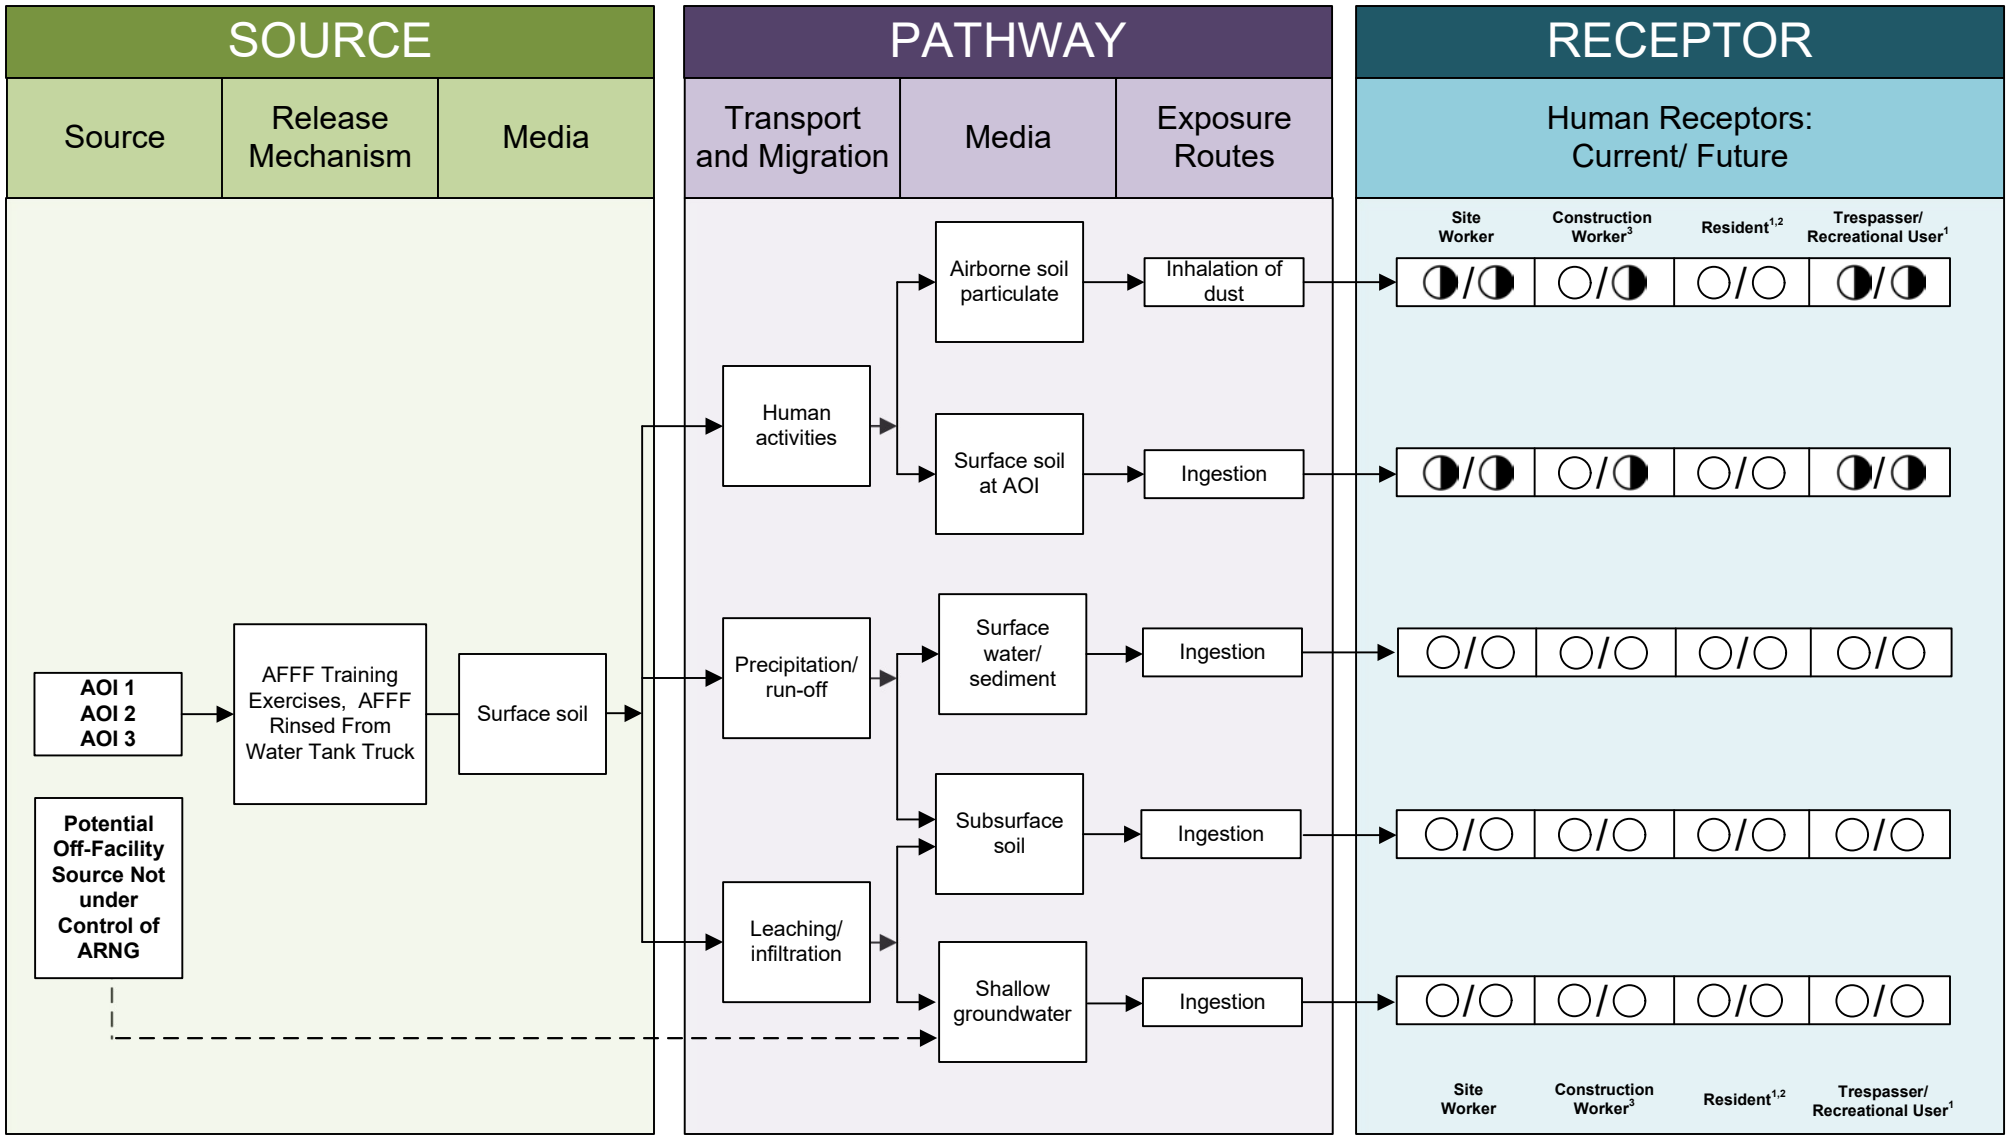 SOURCE
PATHWAY
RECEPTOR
Source
Release
Mechanism
Media
Transport
and Migration
Media
Exposure
Routes
Human Receptors:
Current/ Future
Site
Worker
Construction
Worker³
Resident¹,²
Trespasser/
Recreational User¹
Airborne soil
particulate
Inhalation of
dust
/
/
/
/
Human
activities
Surface soil
at AOI
Ingestion
/
/
/
/
AOI 1
AOI 2
AOI 3
AFFF Training
Exercises, AFFF
Rinsed From
Water Tank Truck
Surface soil
Precipitation/
run-off
Surface
water/
sediment
Ingestion
/
/
/
/
Potential
Off-Facility
Source Not
under
Control of
ARNG
Subsurface
soil
Ingestion
/
/
/
/
Leaching/
infiltration
Shallow
groundwater
Ingestion
/
/
/
/
Site
Worker
Construction
Worker³
Resident¹,²
Trespasser/
Recreational User¹